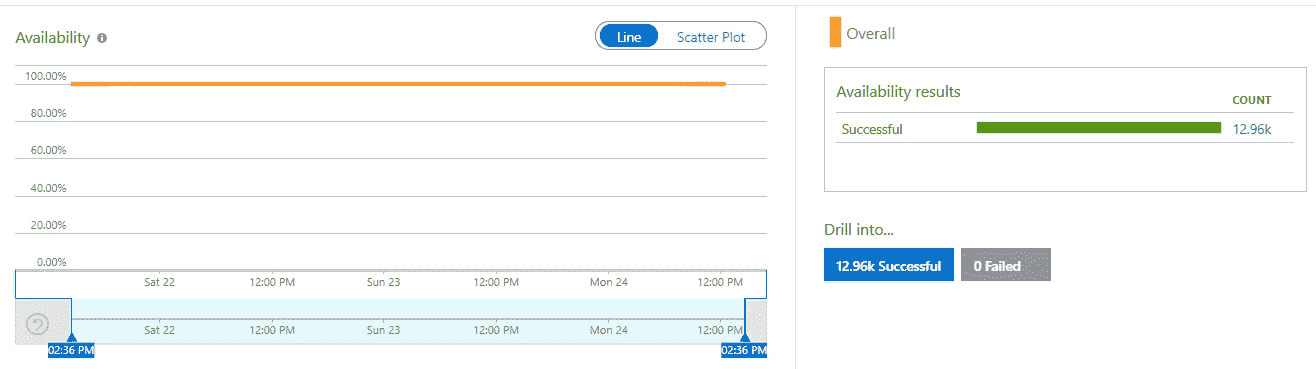 Availability
Line
Scatter Plot
100.00%
80.00%
60.00%
40.00%
20.00%
0.00%
Sat 22 12:00 PM Sun 23 12:00 PM Mon 24 12:00 PM
Sat 22 12:00 PM Sun 23 12:00 PM Mon 24 12:00 PM
02:36 PM 02:36 PM
Overall
Availability results
COUNT
Successful 12.96k
Drill into...
12.96k Successful
0 Failed